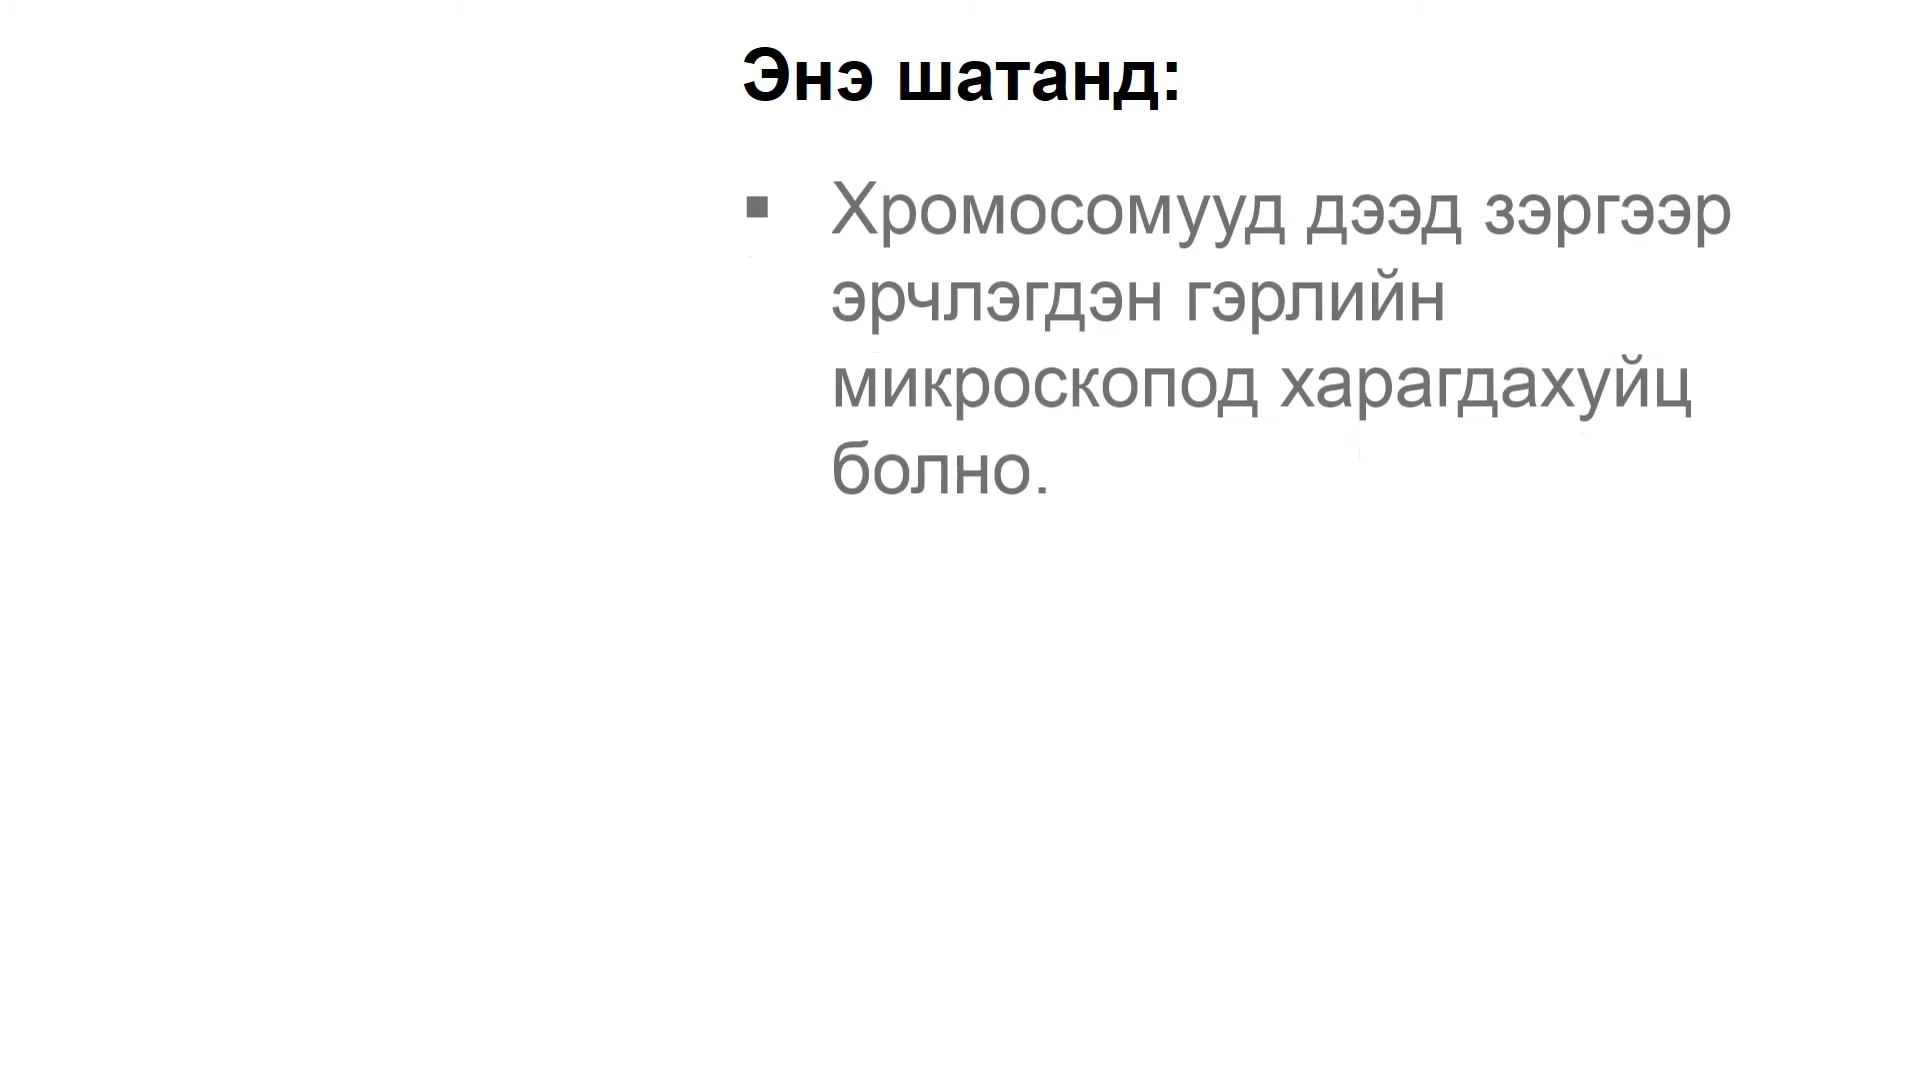 Энэ шатанд:
▪ Хромосомууд дээд зэргээр
эрчлэгдэн гэрлийн
микроскопод харагдахуйц
болно.